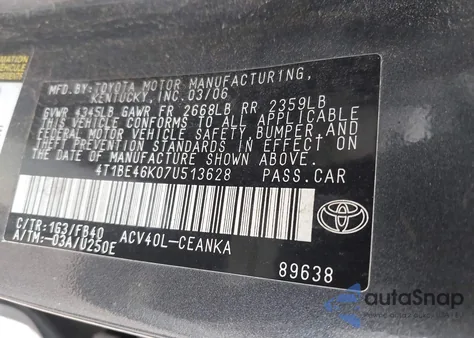 MFD.BY: TOYOTA MOTOR MANUFACTURING,
KENTUCKY, INC. 03/06
GVWR 4345LB GAWR FR 2668LB RR 2359LB
THIS VEHICLE CONFORMS TO ALL APPLICABLE
FEDERAL MOTOR VEHICLE SAFETY, BUMPER, AND
THEFT PREVENTION STANDARDS IN EFFECT ON
THE DATE OF MANUFACTURE SHOWN ABOVE.
4T1BE46K07U513628 PASS.CAR
C/TR: 1G3/FB40 ACV40L-CEANKA
A/TM: -03A/U250E
89638
autoSnap